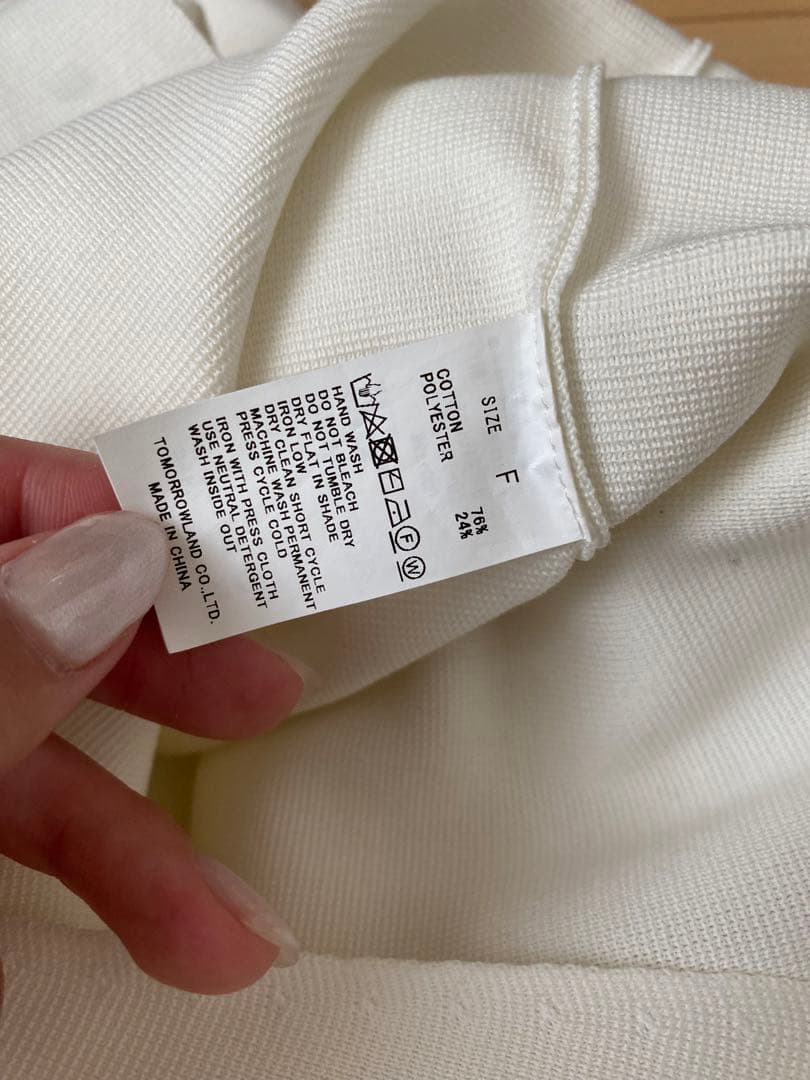 SIZE F
COTTON 76%
POLYESTER 24%
F W
HAND WASH
DO NOT BLEACH
DO NOT TUMBLE DRY
DRY FLAT IN SHADE
IRON LOW
DRY CLEAN SHORT CYCLE
MACHINE WASH PERMANENT
PRESS CYCLE COLD
IRON WITH PRESS CLOTH
USE NEUTRAL DETERGENT
WASH INSIDE OUT
TOMORROWLAND CO.,LTD.
MADE IN CHINA